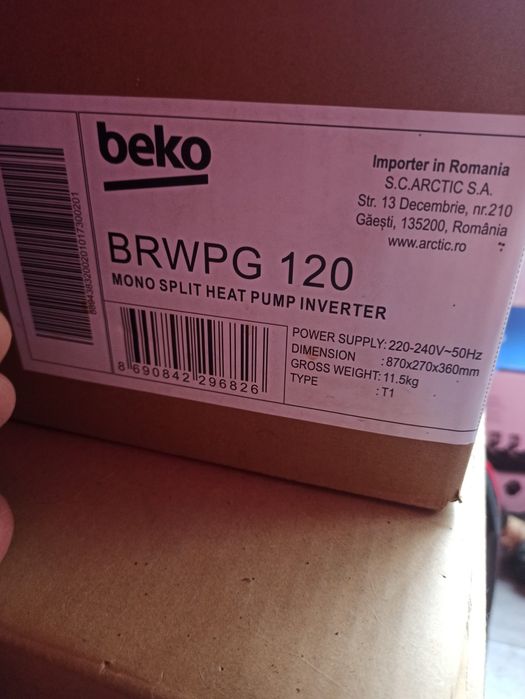 beko
Importer in Romania
S.C.ARCTIC S.A.
Str. 13 Decembrie, nr.210
Găești, 135200, România
www.arctic.ro
BRWPG 120
MONO SPLIT HEAT PUMP INVERTER
POWER SUPPLY: 220-240V~50Hz
DIMENSION : 870x270x360mm
GROSS WEIGHT: 11.5kg
TYPE : T1
8 690842 296826